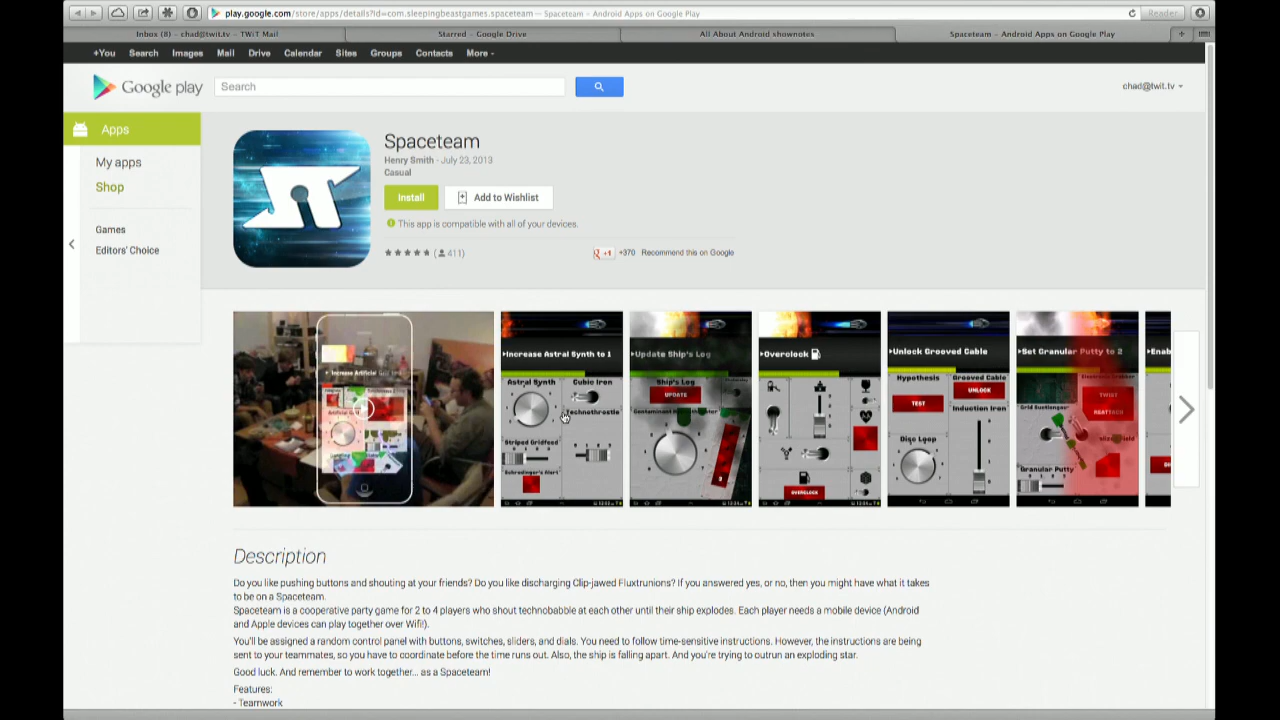 play.google.com/store/apps/details?id=com.sleepingbeastgames.spaceteam — Spaceteam – Android Apps on Google Play
Reader
Inbox (8) – chad@twit.tv – TWiT Mail
Starred – Google Drive
All About Android shownotes
Spaceteam – Android Apps on Google Play
+You Search Images Mail Drive Calendar Sites Groups Contacts More
Google play
Search
chad@twit.tv
Apps
My apps
Shop
Games
Editors' Choice
Spaceteam
Henry Smith - July 23, 2013
Casual
Install
Add to Wishlist
This app is compatible with all of your devices.
(411)
+1 +370 Recommend this on Google
Increase Astral Synth to 1
Astral Synth
Cubic Iron
Technothrottle
Striped Gridfeed
Schrodinger's Alert
Update Ship's Log
Ship's Log
UPDATE
3
Overclock
OVERCLOCK
Unlock Grooved Cable
Hypothesis
Grooved Cable
TEST
UNLOCK
Induction Iron
Disc Loop
Set Granular Putty to 2
TWIST
Granular Putty
Enab
Description
Do you like pushing buttons and shouting at your friends? Do you like discharging Clip-jawed Fluxtrunions? If you answered yes, or no, then you might have what it takes
to be on a Spaceteam.
Spaceteam is a cooperative party game for 2 to 4 players who shout technobabble at each other until their ship explodes. Each player needs a mobile device (Android
and Apple devices can play together over Wifi!).
You'll be assigned a random control panel with buttons, switches, sliders, and dials. You need to follow time-sensitive instructions. However, the instructions are being
sent to your teammates, so you have to coordinate before the time runs out. Also, the ship is falling apart. And you're trying to outrun an exploding star.
Good luck. And remember to work together... as a Spaceteam!
Features:
- Teamwork